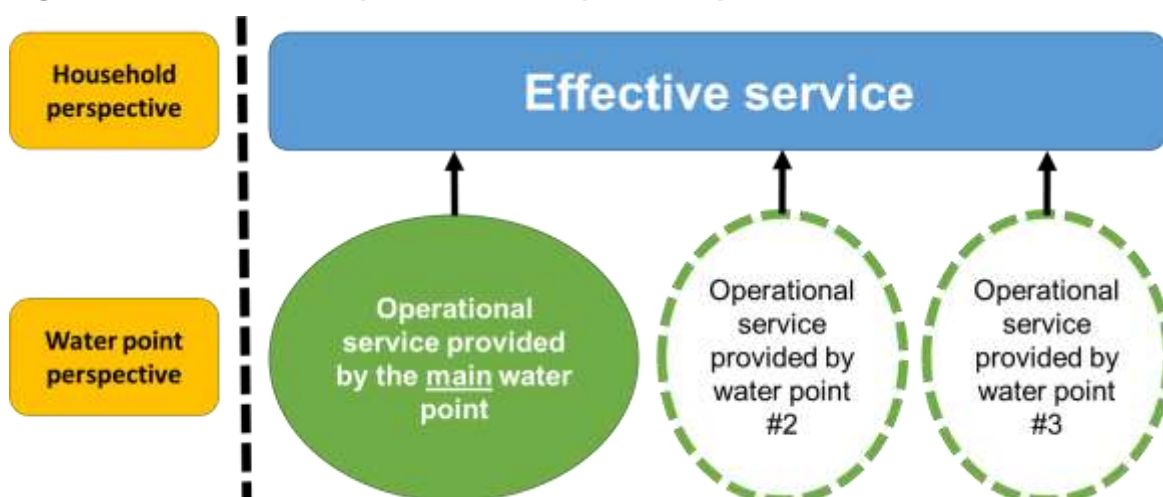 Household
perspective
Effective service
Operational
service provided
by the main water
point
Operational
service
provided by
water point
#2
Operational
service
provided by
water point
#3
Water point
perspective